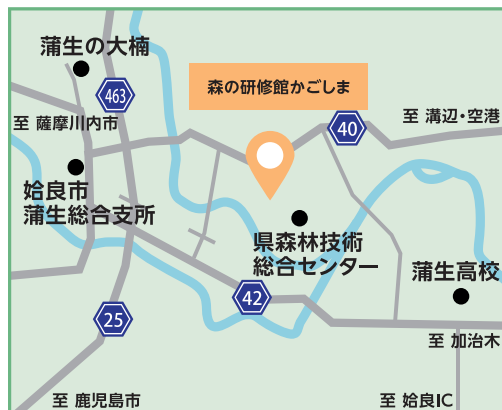 蒲生の大楠
463
森の研修館かごしま
至 薩摩川内市
40
至 溝辺・空港
姶良市
蒲生総合支所
県森林技術
総合センター
蒲生高校
42
25
至 加治木
至 鹿児島市
至 姶良IC